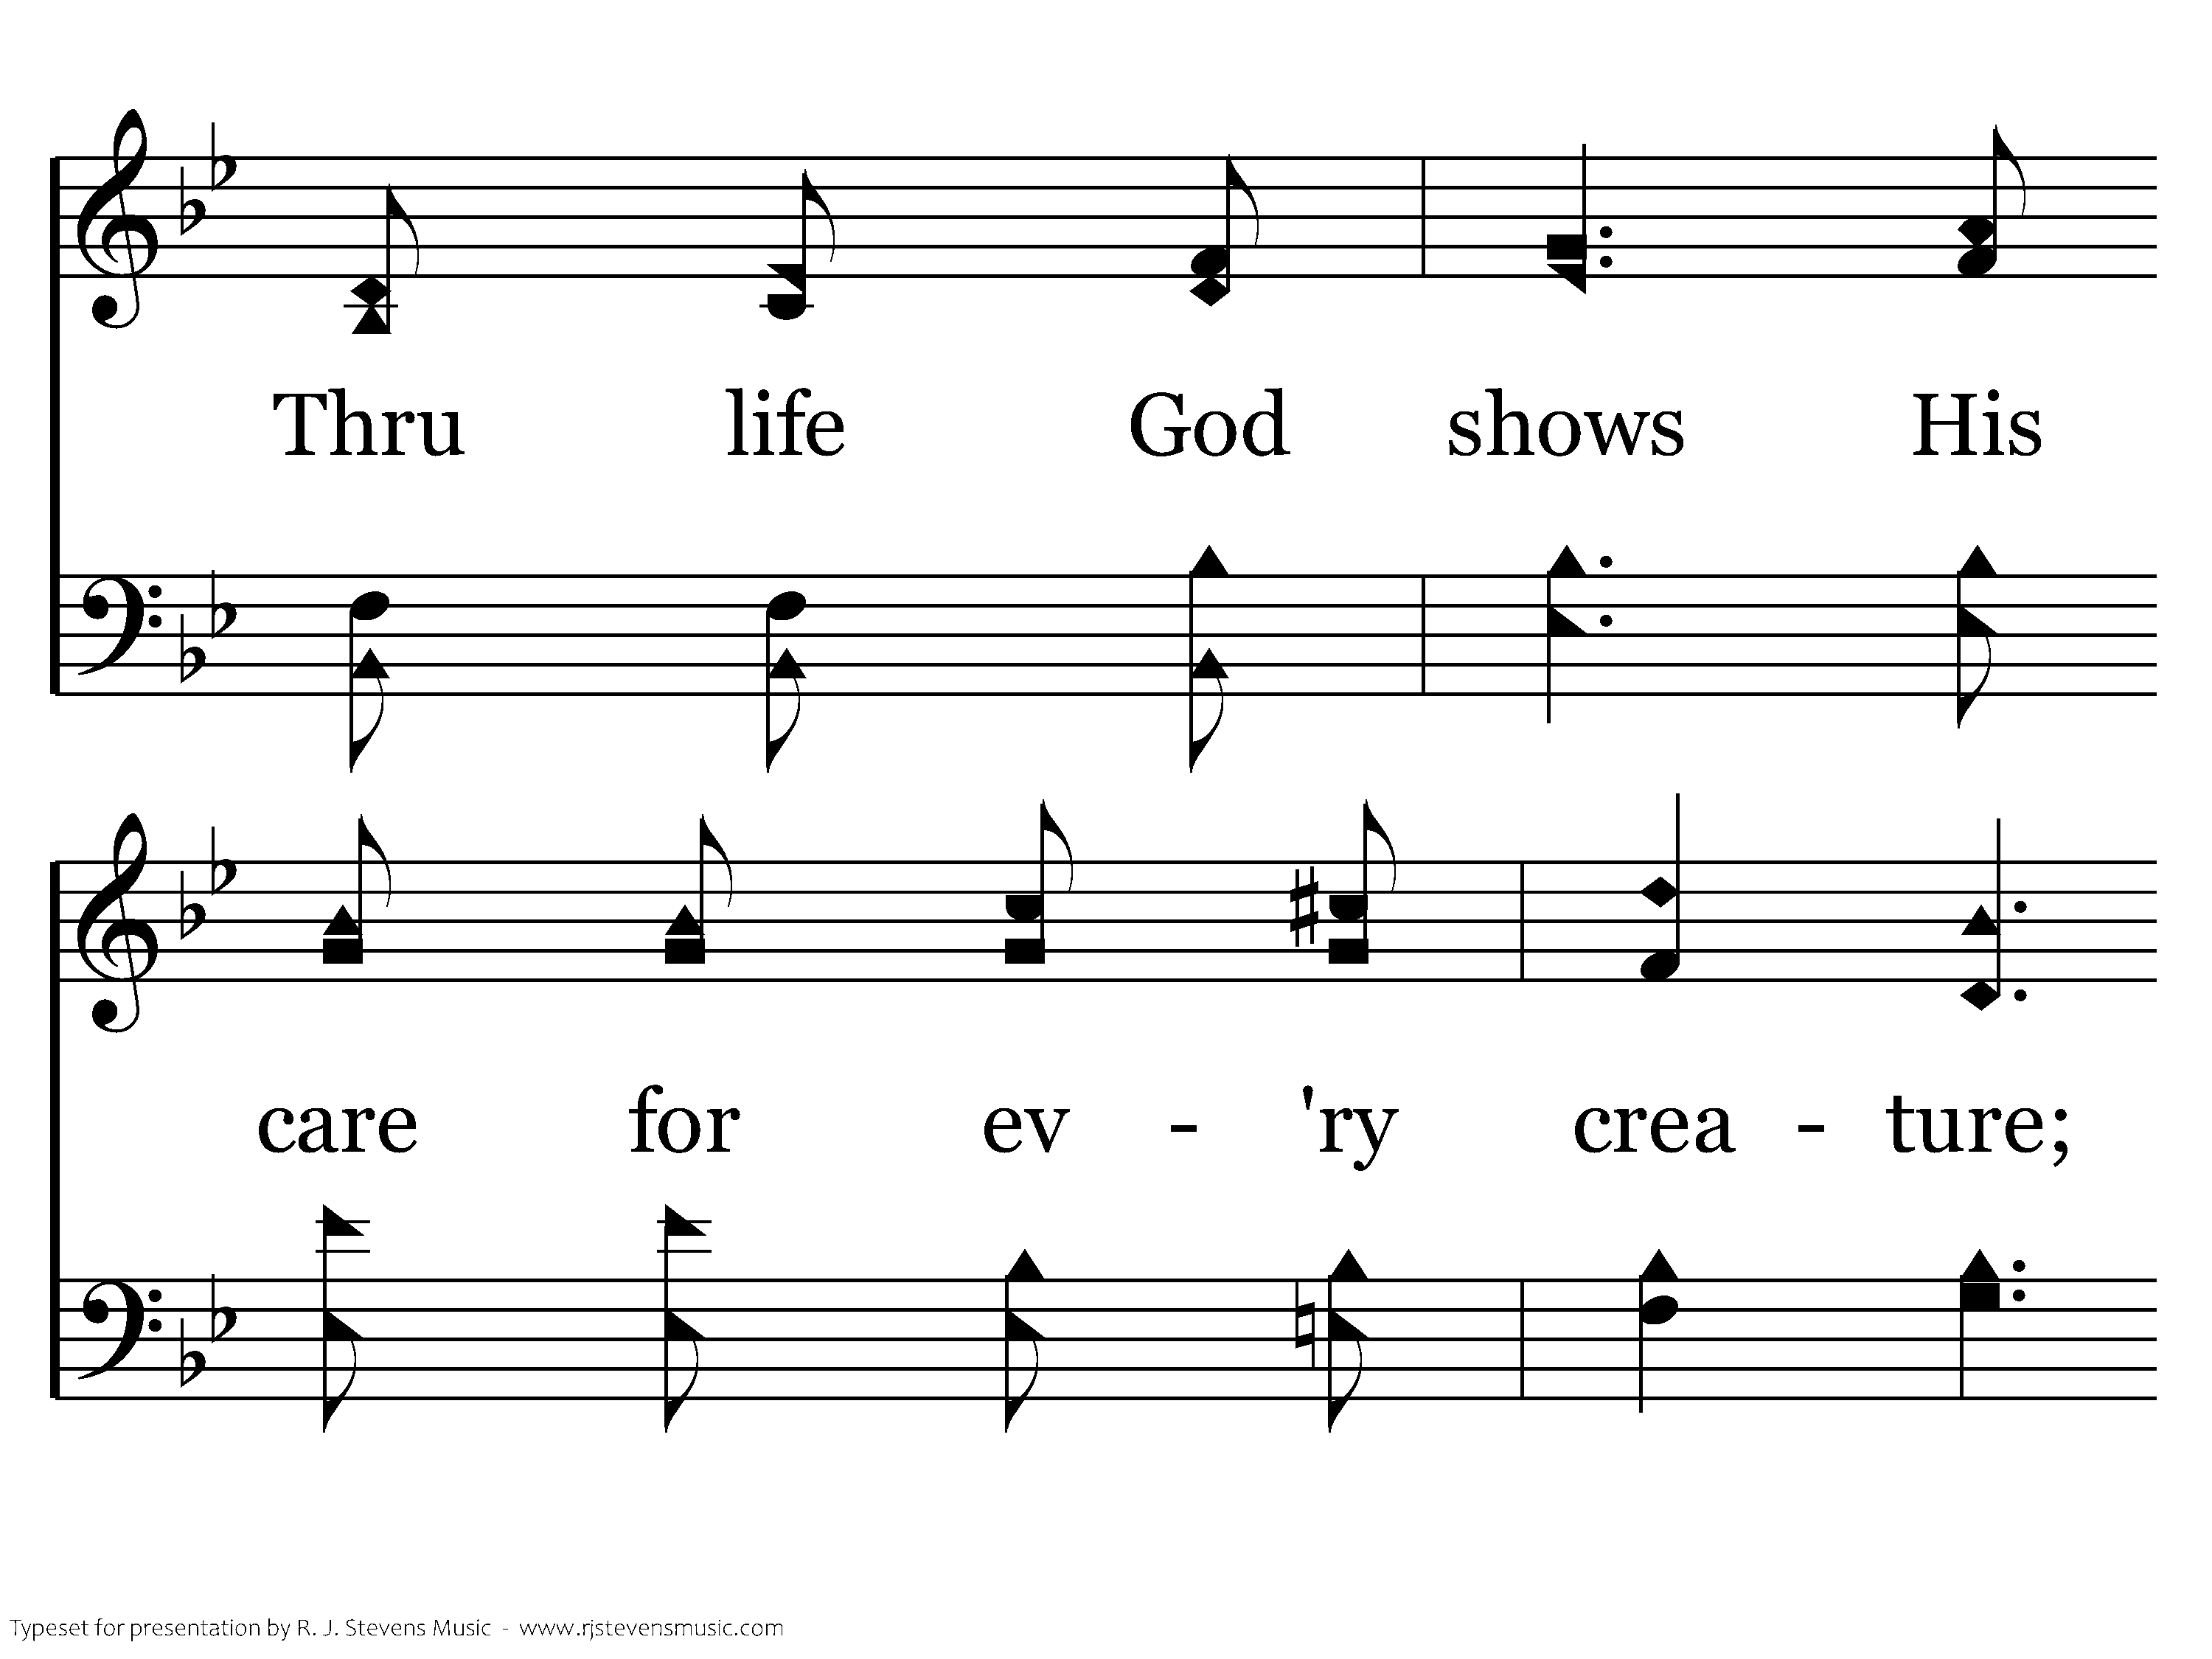 Thru life God shows His
care for ev - 'ry crea - ture;
Typeset for presentation by R. J. Stevens Music - www.rjstevensmusic.com